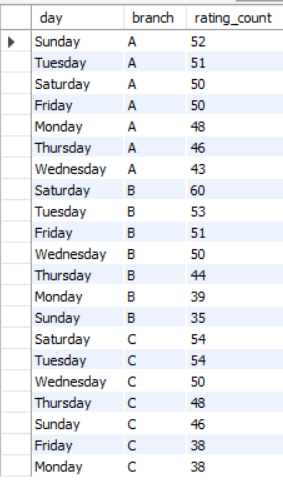 day branch rating_count
Sunday A 52
Tuesday A 51
Saturday A 50
Friday A 50
Monday A 48
Thursday A 46
Wednesday A 43
Saturday B 60
Tuesday B 53
Friday B 51
Wednesday B 50
Thursday B 44
Monday B 39
Sunday B 35
Saturday C 54
Tuesday C 54
Wednesday C 50
Thursday C 48
Sunday C 46
Friday C 38
Monday C 38